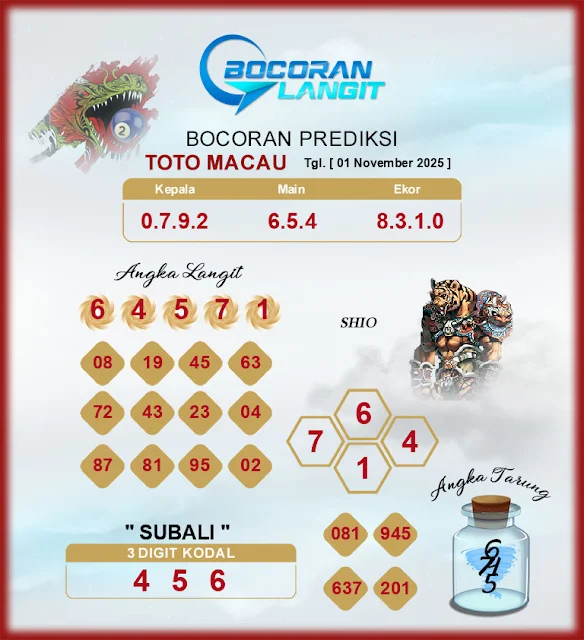 BOCORAN
LANGIT
2
BOCORAN PREDIKSI
TOTO MACAU Tgl. [ 01 November 2025 ]
Kepala Main Ekor
0.7.9.2 6.5.4 8.3.1.0
Angka Langit
6 4 5 7 1
SHIO
08 19 45 63
72 43 23 04
87 81 95 02
6
7 4
1
Angka Tarung
" SUBALI "
3 DIGIT KODAL
4 5 6
081 945
637 201